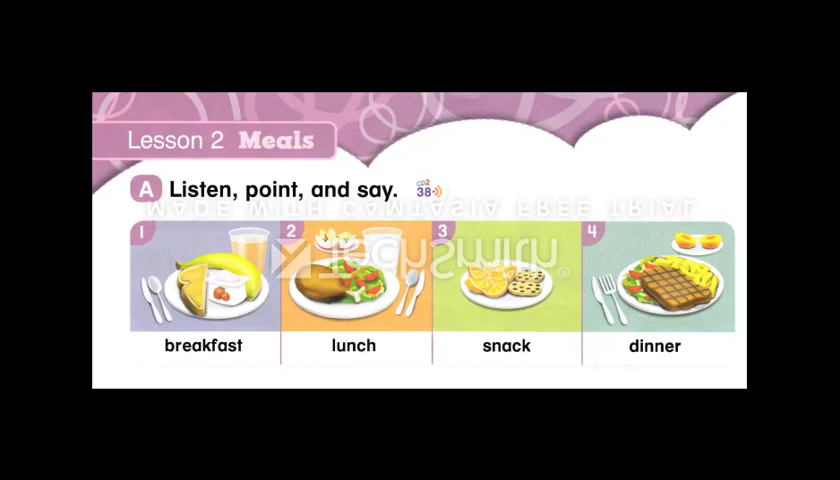 Lesson 2 Meals
A Listen, point, and say. CD2 38
MADE WITH CAMTASIA FREE TRIAL
1 2 3 4
TechSmith®
breakfast lunch snack dinner